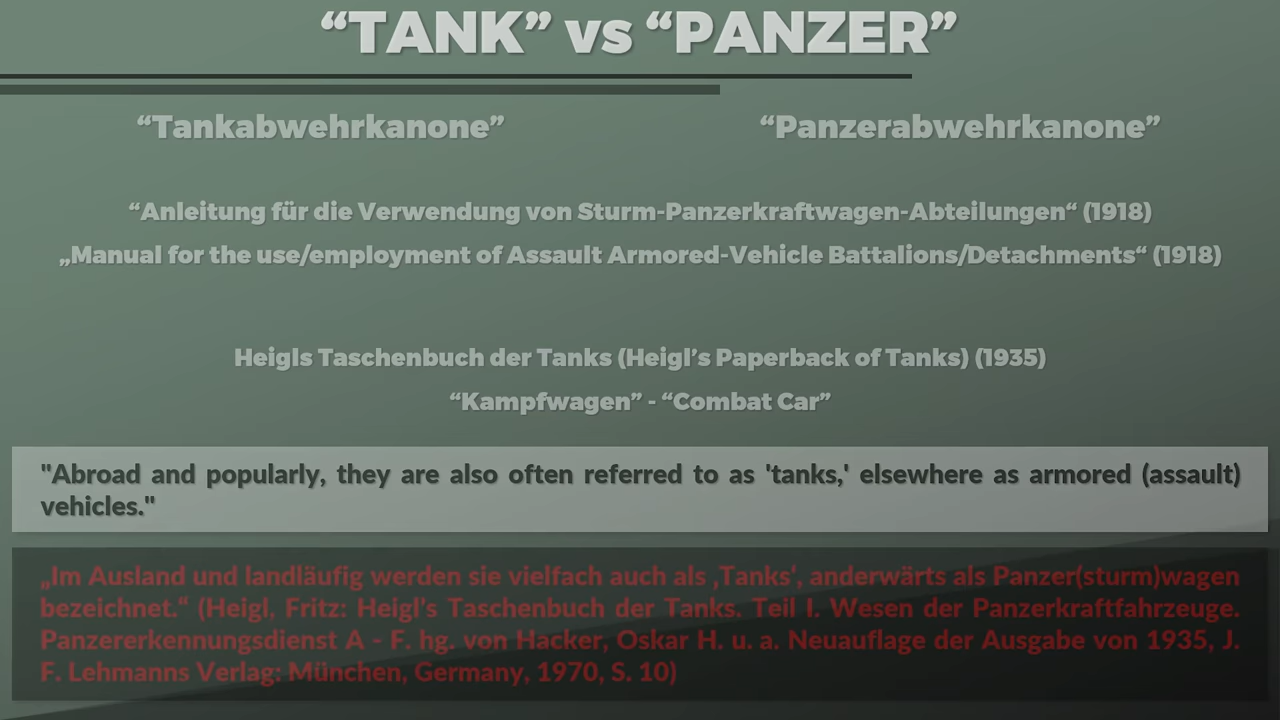 “TANK” vs “PANZER”
“Tankabwehrkanone”
“Panzerabwehrkanone”
“Anleitung für die Verwendung von Sturm-Panzerkraftwagen-Abteilungen“ (1918)
„Manual for the use/employment of Assault Armored-Vehicle Battalions/Detachments“ (1918)
Heigls Taschenbuch der Tanks (Heigl’s Paperback of Tanks) (1935)
“Kampfwagen” - “Combat Car”
"Abroad and popularly, they are also often referred to as 'tanks,' elsewhere as armored (assault)
vehicles."
„Im Ausland und landläufig werden sie vielfach auch als ‚Tanks‘, anderwärts als Panzer(sturm)wagen
bezeichnet.“ (Heigl, Fritz: Heigl's Taschenbuch der Tanks. Teil I. Wesen der Panzerkraftfahrzeuge.
Panzererkennungsdienst A - F. hg. von Hacker, Oskar H. u. a. Neuauflage der Ausgabe von 1935, J.
F. Lehmanns Verlag: München, Germany, 1970, S. 10)